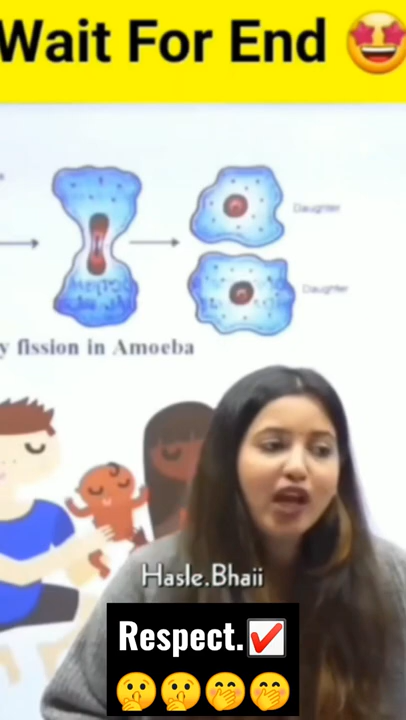 Wait For End 🤩
Daughter
Daughter
y fission in Amoeba
Hasle.Bhaii
Respect.✅
🤫🤫🤭🤭